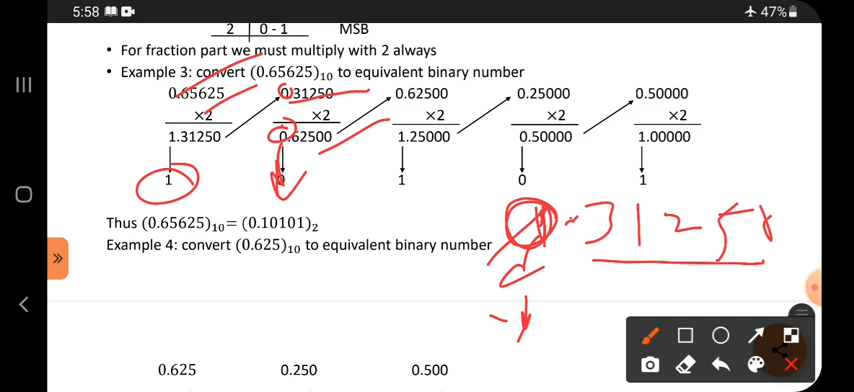 5:58
47%
2 0 - 1 MSB
• For fraction part we must multiply with 2 always
• Example 3: convert (0.65625)₁₀ to equivalent binary number
0.65625 0.31250 0.62500 0.25000 0.50000
×2 ×2 ×2 ×2 ×2
1.31250 0.62500 1.25000 0.50000 1.00000
1 0 1 0 1
Thus (0.65625)₁₀= (0.10101)₂
3125
Example 4: convert (0.625)₁₀ to equivalent binary number
0.625 0.250 0.500